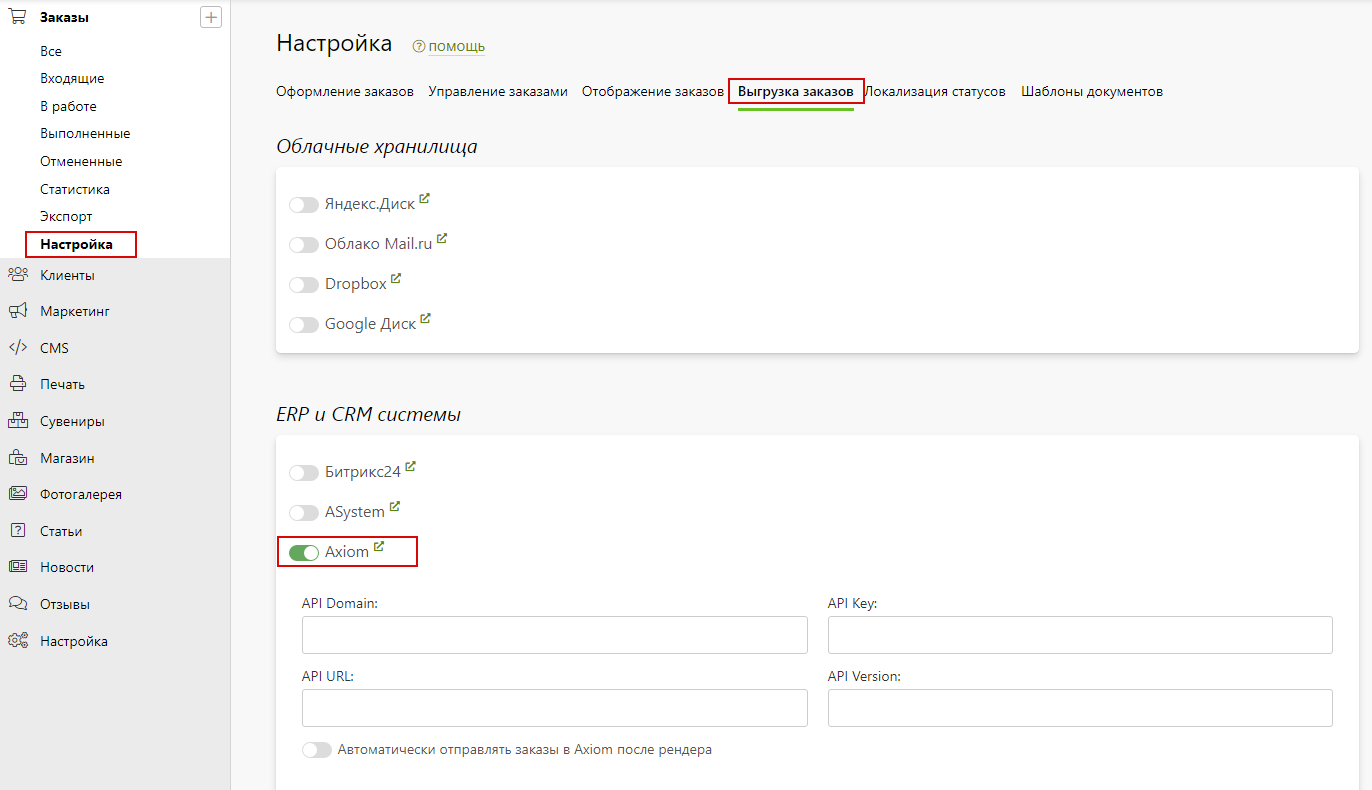 Заказы
Все
Входящие
В работе
Выполненные
Отмененные
Статистика
Экспорт
Настройка
Клиенты
Маркетинг
CMS
Печать
Сувениры
Магазин
Фотогалерея
Статьи
Новости
Отзывы
Настройка
Настройка помощь
Оформление заказов Управление заказами Отображение заказов Выгрузка заказов Локализация статусов Шаблоны документов
Облачные хранилища
Яндекс.Диск
Облако Mail.ru
Dropbox
Google Диск
ERP и CRM системы
Битрикс24
ASystem
Axiom
API Domain: API Key:
API URL: API Version:
Автоматически отправлять заказы в Axiom после рендера